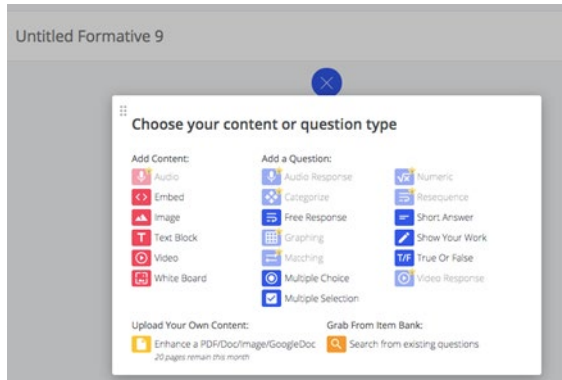 Untitled Formative 9
Choose your content or question type
Add Content:
Audio
Embed
Image
Text Block
Video
White Board
Add a Question:
Audio Response
Categorize
Free Response
Graphing
Matching
Multiple Choice
Multiple Selection
Numeric
Resequence
Short Answer
Show Your Work
T/F True Or False
Video Response
Upload Your Own Content:
Enhance a PDF/Doc/Image/GoogleDoc
20 pages remain this month
Grab From Item Bank:
Search from existing questions